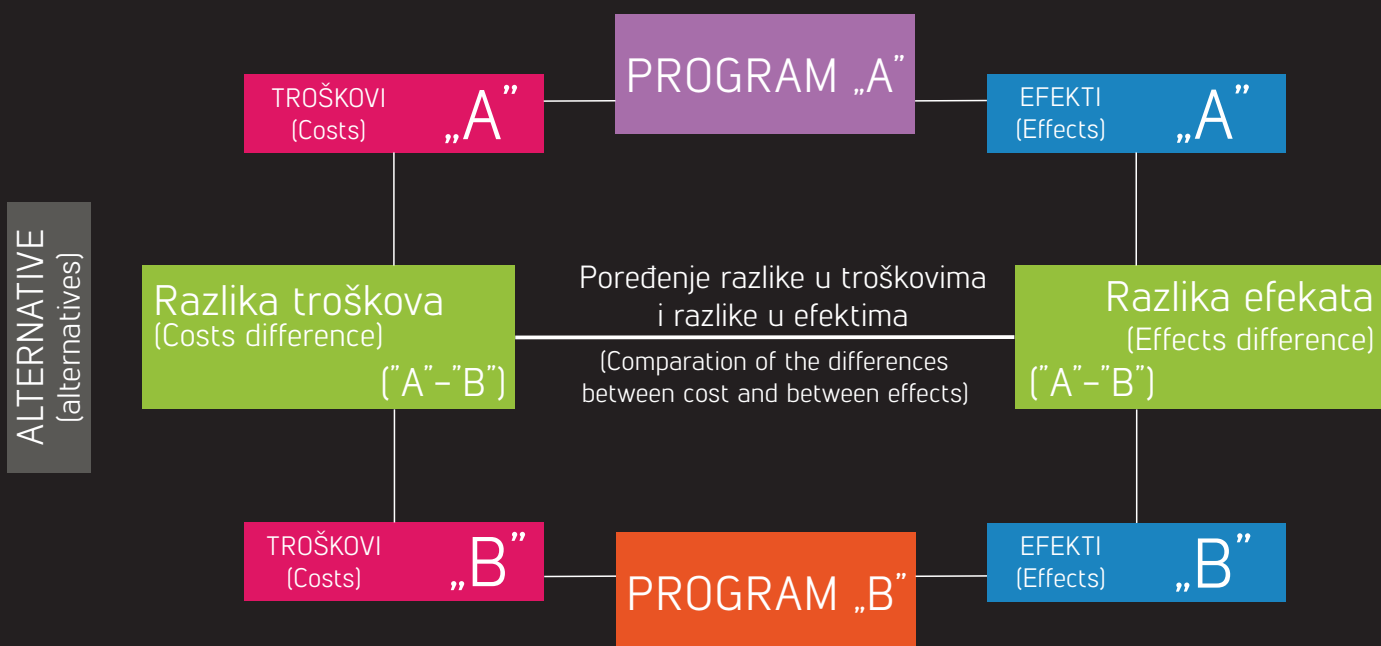 PROGRAM „A”
TROŠKOVI
(Costs)
„A”
EFEKTI
(Effects)
„A”
ALTERNATIVE
(alternatives)
Razlika troškova
(Costs difference)
(”A”-”B”)
Poređenje razlike u troškovima
i razlike u efektima
(Comparation of the differences
between cost and between effects)
Razlika efekata
(Effects difference)
(”A”-”B”)
TROŠKOVI
(Costs)
„B”
PROGRAM „B”
EFEKTI
(Effects)
„B”